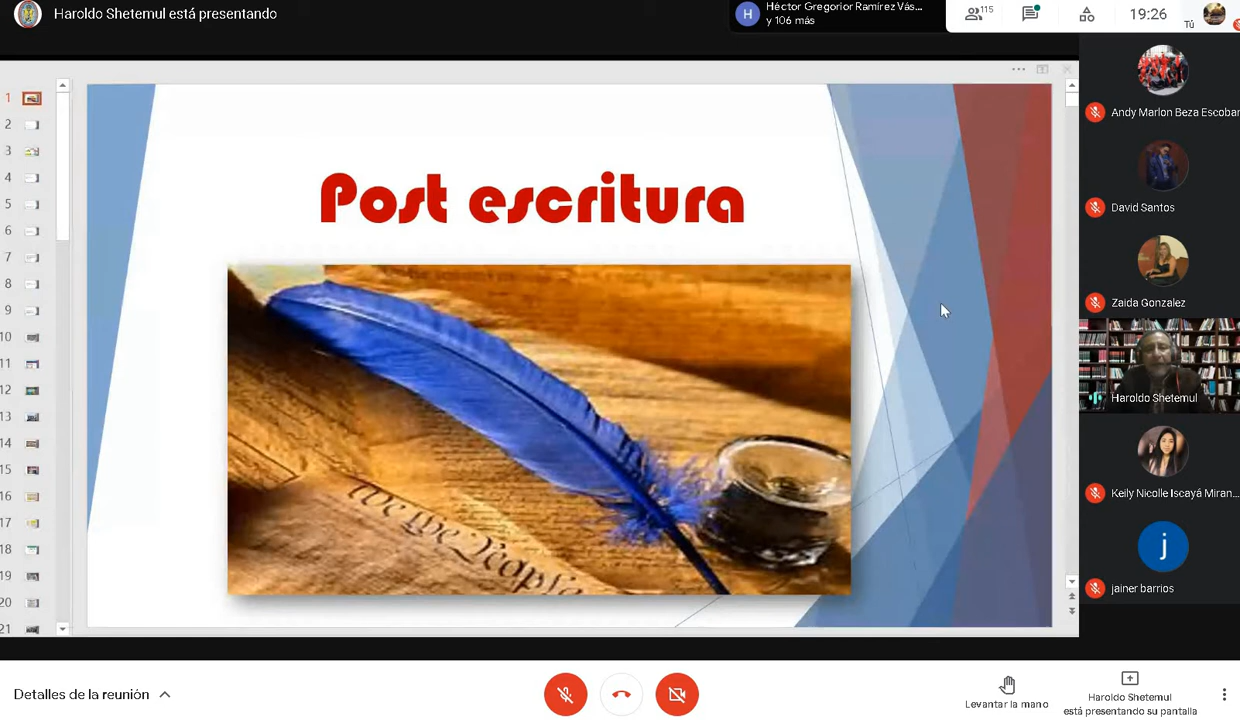 Haroldo Shetemul está presentando
H
Héctor Gregorior Ramírez Vás...
y 106 más
115
19:26
Tú
1
2
3
4
5
6
7
8
9
10
11
12
13
14
15
16
17
18
19
20
21
Post escritura
We the People
Andy Marlon Beza Escobar
David Santos
Zaida Gonzalez
Haroldo Shetemul
Keily Nicolle Iscayá Miran...
j
jainer barrios
Detalles de la reunión
Levantar la mano
Haroldo Shetemul
está presentando su pantalla